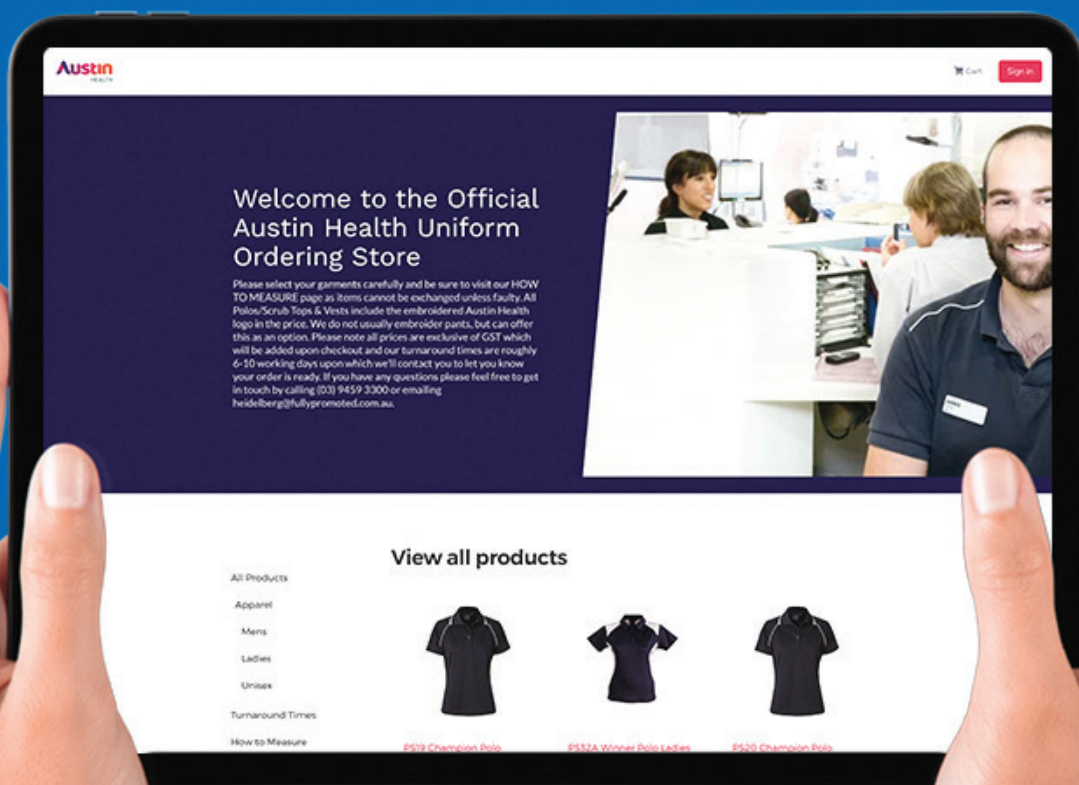 Austin
HEALTH
Cart
Sign in
Welcome to the Official
Austin Health Uniform
Ordering Store
Please select your garments carefully and be sure to visit our HOW
TO MEASURE page as items cannot be exchanged unless faulty. All
Polos/Scrub Tops & Vests include the embroidered Austin Health
logo in the price. We do not usually embroider pants, but can offer
this as an option. Please note all prices are exclusive of GST which
will be added upon checkout and our turnaround times are roughly
6-10 working days upon which we'll contact you to let you know
your order is ready. If you have any questions please feel free to get
in touch by calling (03) 9459 3300 or emailing
heidelberg@fullypromoted.com.au.
View all products
All Products
Apparel
Mens
Ladies
Unisex
Turnaround Times
How to Measure
PS19 Champion Polo
PS32A Winner Polo Ladies
PS20 Champion Polo